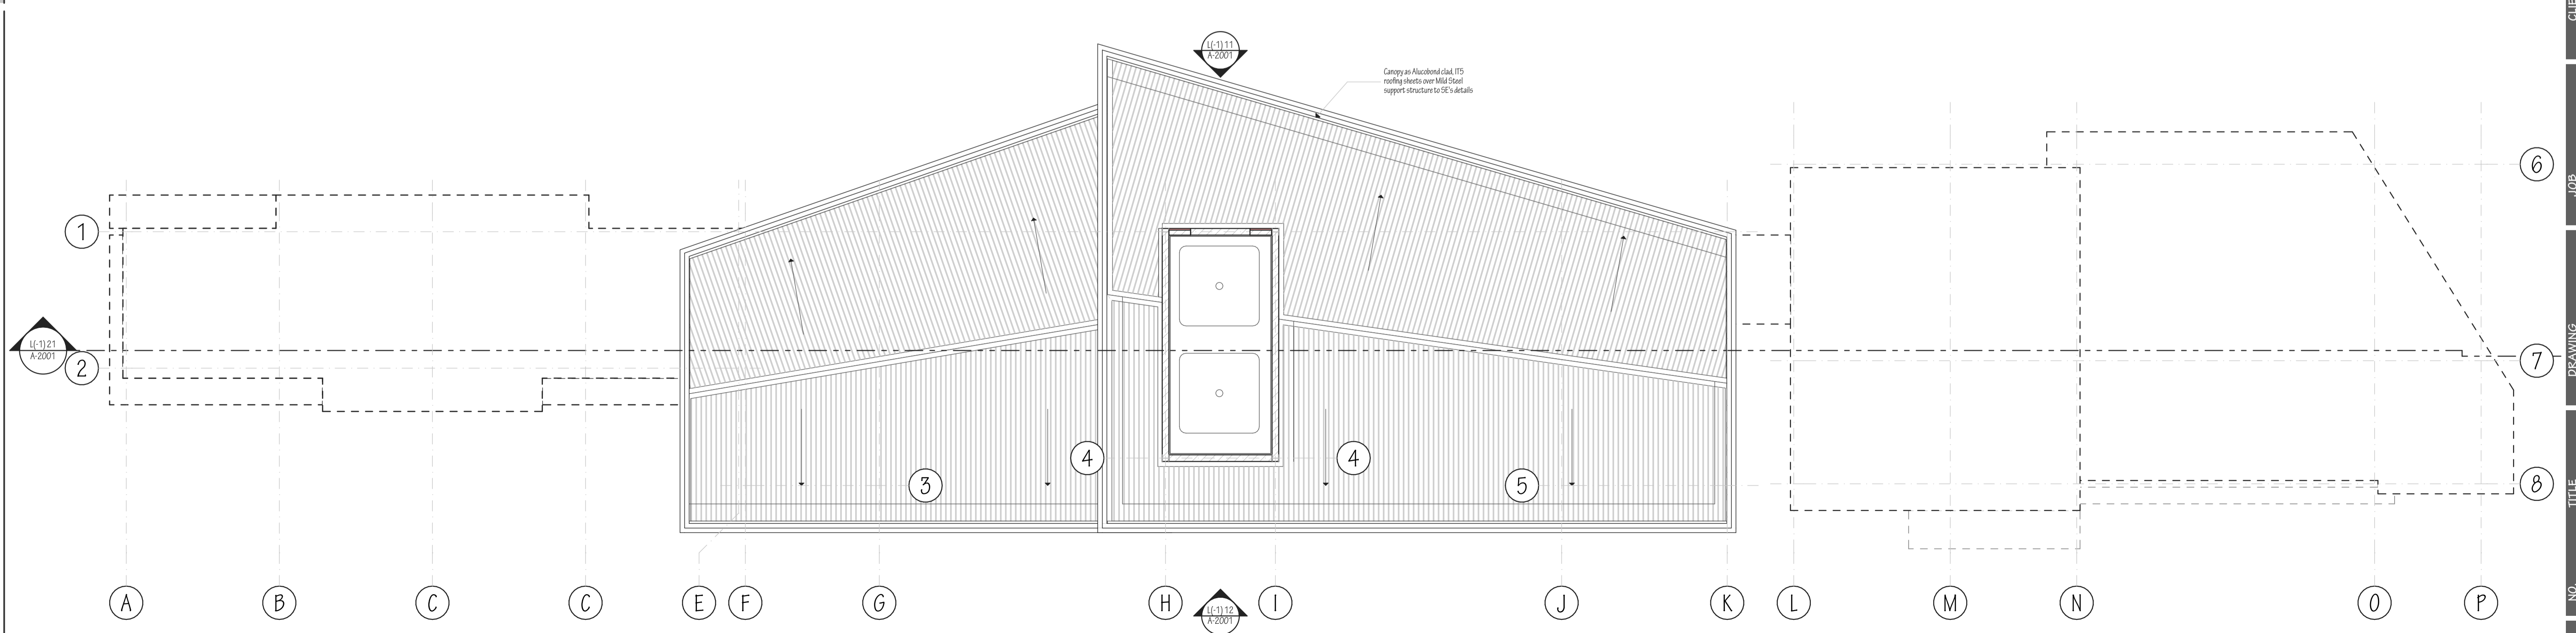 CLIE
L(-1) 11
A-2001
Canopy as Alucobond clad, IT5
roofing sheets over Mild Steel
support structure to SE's details
6
JOB
1
L(-1) 21
A-2001
2
7
DRAWING
4
4
3
5
8
TITLE
A
B
C
C
E
F
G
H
L(-1) 12
A-2001
I
J
K
L
M
N
O
P
NO.